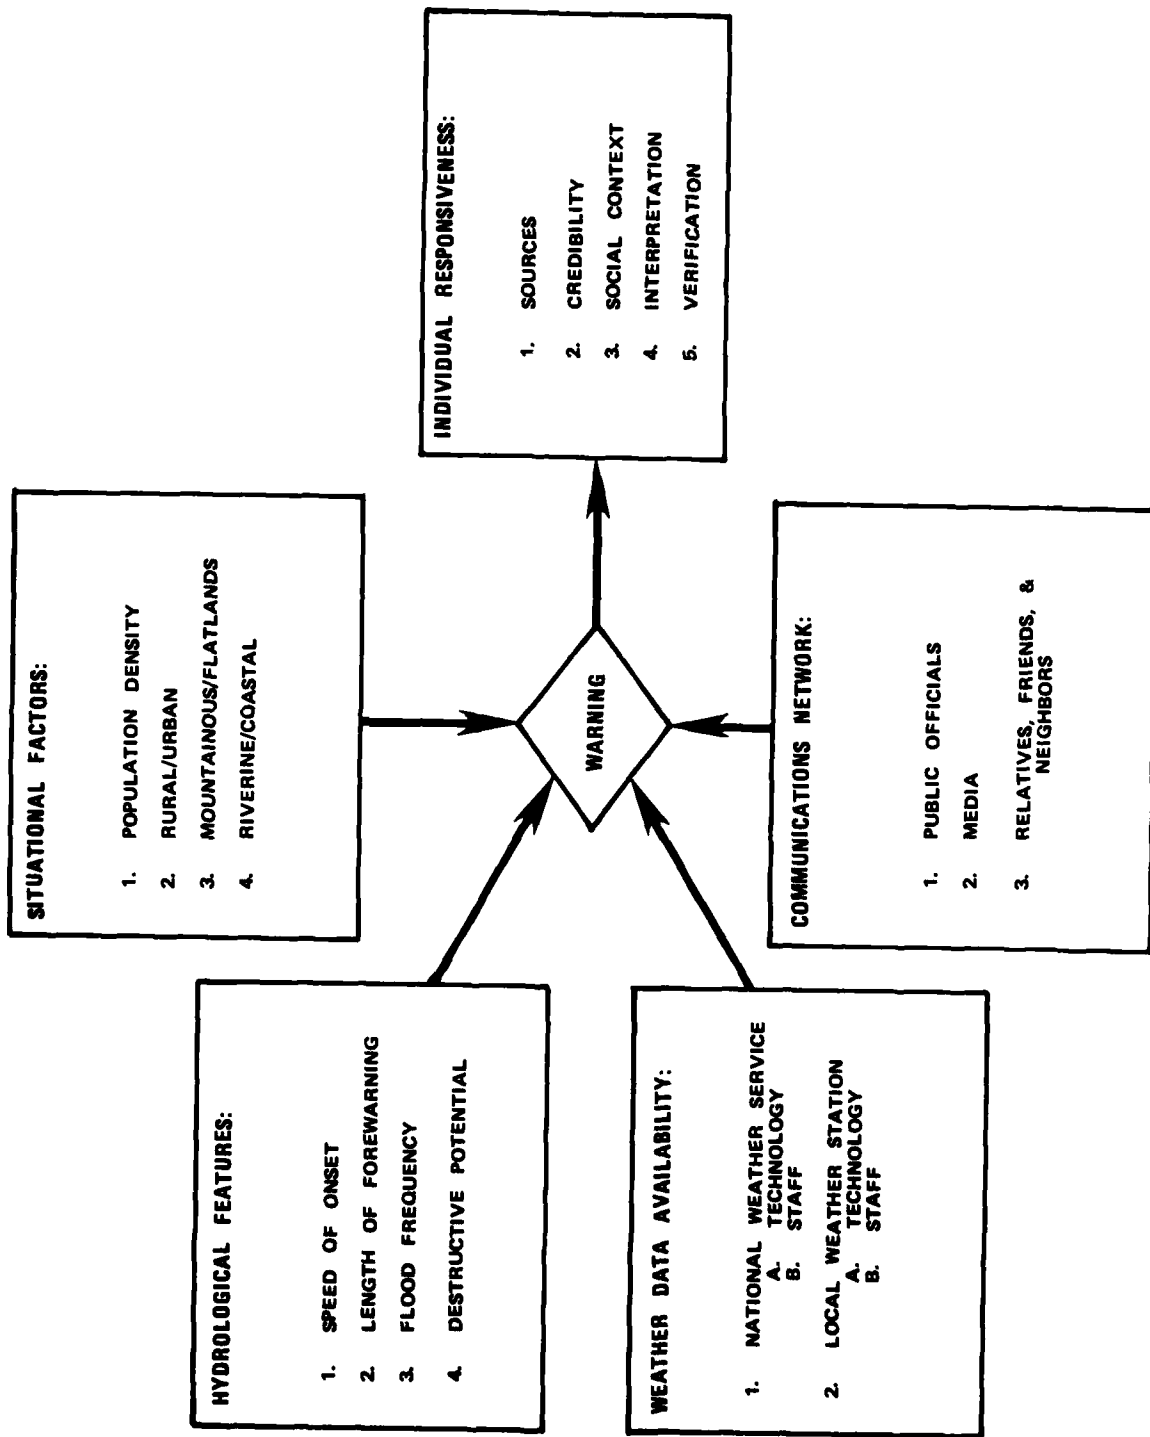 SITUATIONAL FACTORS:
1. POPULATION DENSITY
2. RURAL/URBAN
3. MOUNTAINOUS/FLATLANDS
4. RIVERINE/COASTAL
HYDROLOGICAL FEATURES:
1. SPEED OF ONSET
2. LENGTH OF FOREWARNING
3. FLOOD FREQUENCY
4. DESTRUCTIVE POTENTIAL
WARNING
INDIVIDUAL RESPONSIVENESS:
1. SOURCES
2. CREDIBILITY
3. SOCIAL CONTEXT
4. INTERPRETATION
5. VERIFICATION
WEATHER DATA AVAILABILITY:
1. NATIONAL WEATHER SERVICE
A. TECHNOLOGY
B. STAFF
2. LOCAL WEATHER STATION
A. TECHNOLOGY
B. STAFF
COMMUNICATIONS NETWORK:
1. PUBLIC OFFICIALS
2. MEDIA
3. RELATIVES, FRIENDS, &
NEIGHBORS